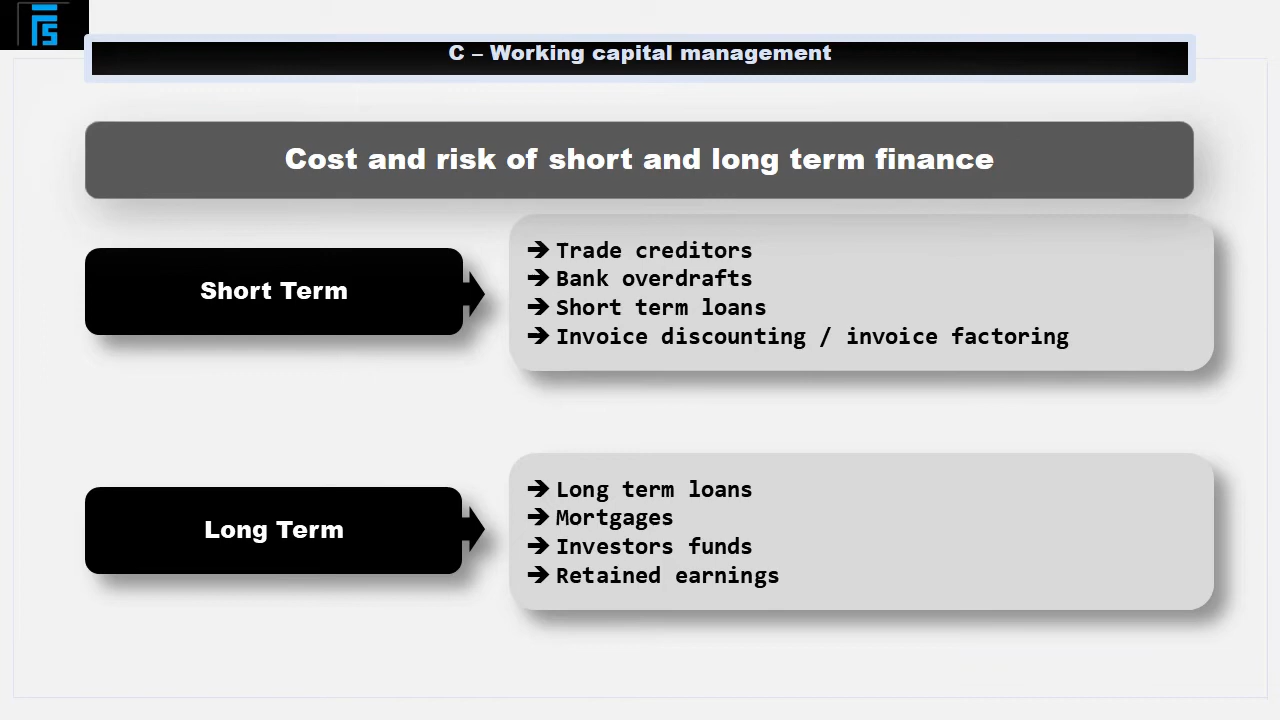 C – Working capital management
Cost and risk of short and long term finance
Short Term
➔ Trade creditors
➔ Bank overdrafts
➔ Short term loans
➔ Invoice discounting / invoice factoring
Long Term
➔ Long term loans
➔ Mortgages
➔ Investors funds
➔ Retained earnings